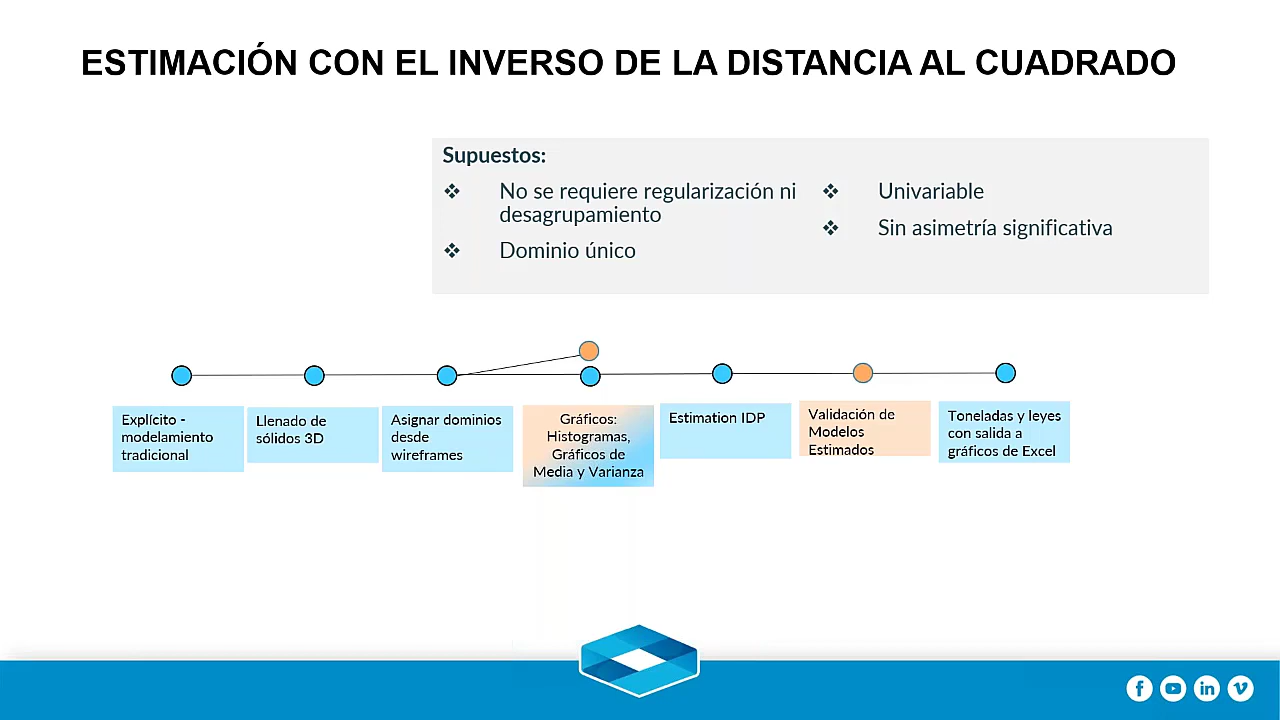 ESTIMACIÓN CON EL INVERSO DE LA DISTANCIA AL CUADRADO
Supuestos:
❖ No se requiere regularización ni
desagrupamiento
❖ Dominio único
❖ Univariable
❖ Sin asimetría significativa
Explícito -
modelamiento
tradicional
Llenado de
sólidos 3D
Asignar dominios
desde
wireframes
Gráficos:
Histogramas,
Gráficos de
Media y Varianza
Estimation IDP
Validación de
Modelos
Estimados
Toneladas y leyes
con salida a
gráficos de Excel